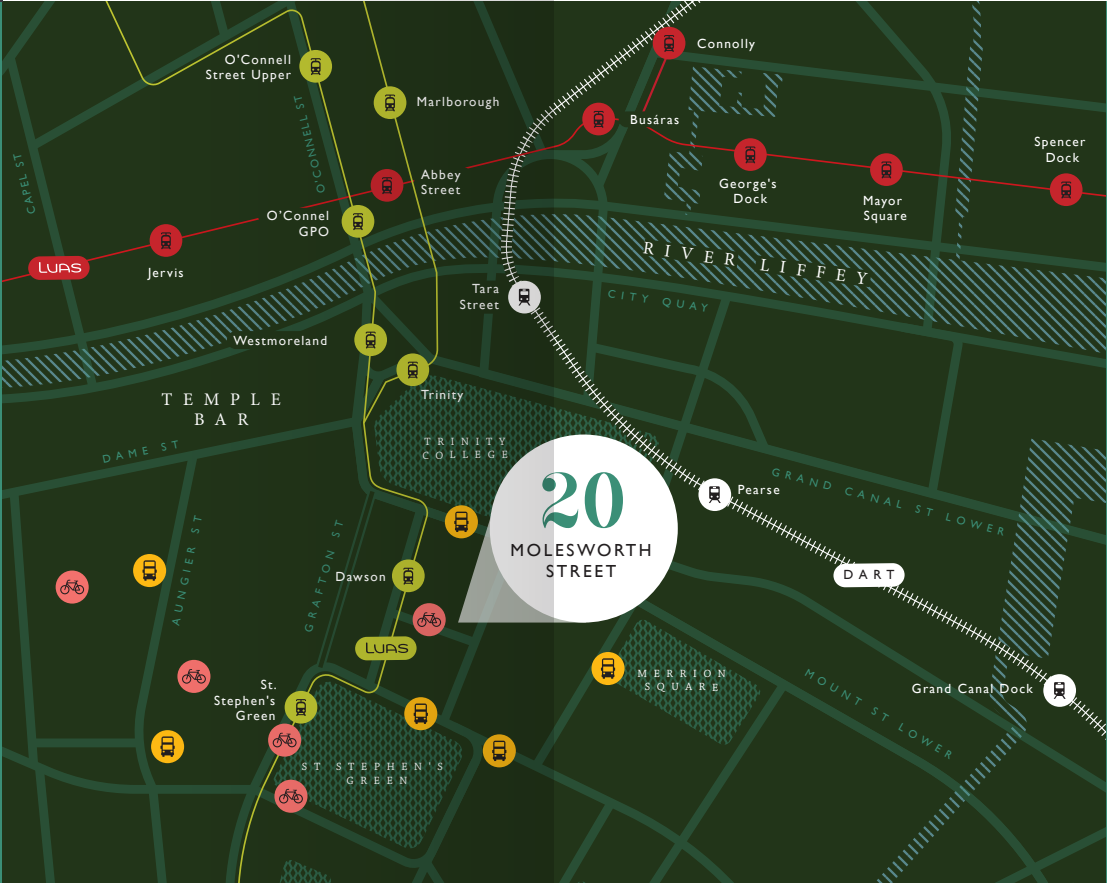 O'Connell
Street Upper
Marlborough
Connolly
Busáras
O'CONNELL ST
CAPEL ST
Abbey
Street
George's
Dock
Mayor
Square
Spencer
Dock
O'Connel
GPO
LUAS
Jervis
RIVER LIFFEY
Tara
Street
CITY QUAY
Westmoreland
Trinity
TEMPLE
BAR
DAME ST
TRINITY
COLLEGE
20
MOLESWORTH
STREET
Pearse
GRAND CANAL ST LOWER
AUNGIER ST
GRAFTON ST
Dawson
DART
LUAS
St.
Stephen's
Green
MERRION
SQUARE
MOUNT ST LOWER
Grand Canal Dock
ST STEPHEN'S
GREEN